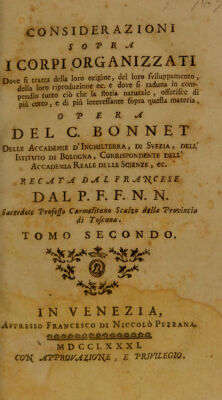 CONSIDERAZIONI
SOPRA
I CORPI ORGANIZZATI
Dove si tratta della loro origine, del loro sviluppamento,
della loro riproduzione ec. e dove si raduna in com-
pendio tutto ciò che la storia naturale, offerisce di
più certo, e di più interessante sopra questa materia.
OPERA
DEL C. BONNET
DELLE ACCADEMIE D'INGHILTERRA, DI SVEZIA, DELL'
ISTITUTO DI BOLOGNA, CORRISPONDENTE DELL'
ACCADEMIA REALE DELLE SCIENZE, ec.
RECATA DAL FRANCESE
DAL P. F. F. N. N.
Sacerdote Professo Carmelitano Scalzo della Provincia
di Toscana.
TOMO SECONDO.
IN VENEZIA,
APPRESSO FRANCESCO DI NICCOLÒ PEZZANA.
MDCCLXXXI.
CON APPROVAZIONE, E PRIVILEGIO.